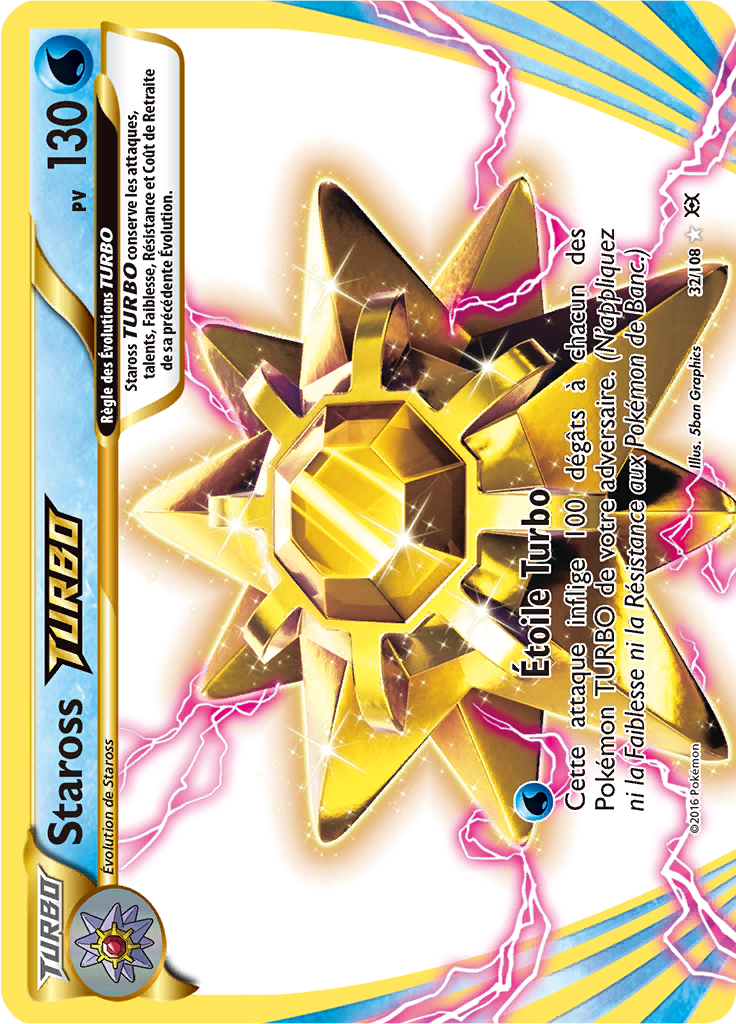 TURBO
Staross TURBO
PV 130
Évolution de Staross
Règle des Évolutions TURBO
Staross TURBO conserve les attaques,
talents, Faiblesse, Résistance et Coût de Retraite
de sa précédente Évolution.
Étoile Turbo
Cette attaque inflige 100 dégâts à chacun des
Pokémon TURBO de votre adversaire. (N'appliquez
ni la Faiblesse ni la Résistance aux Pokémon de Banc.)
©2016 Pokémon
Illus. 5ban Graphics
32/108